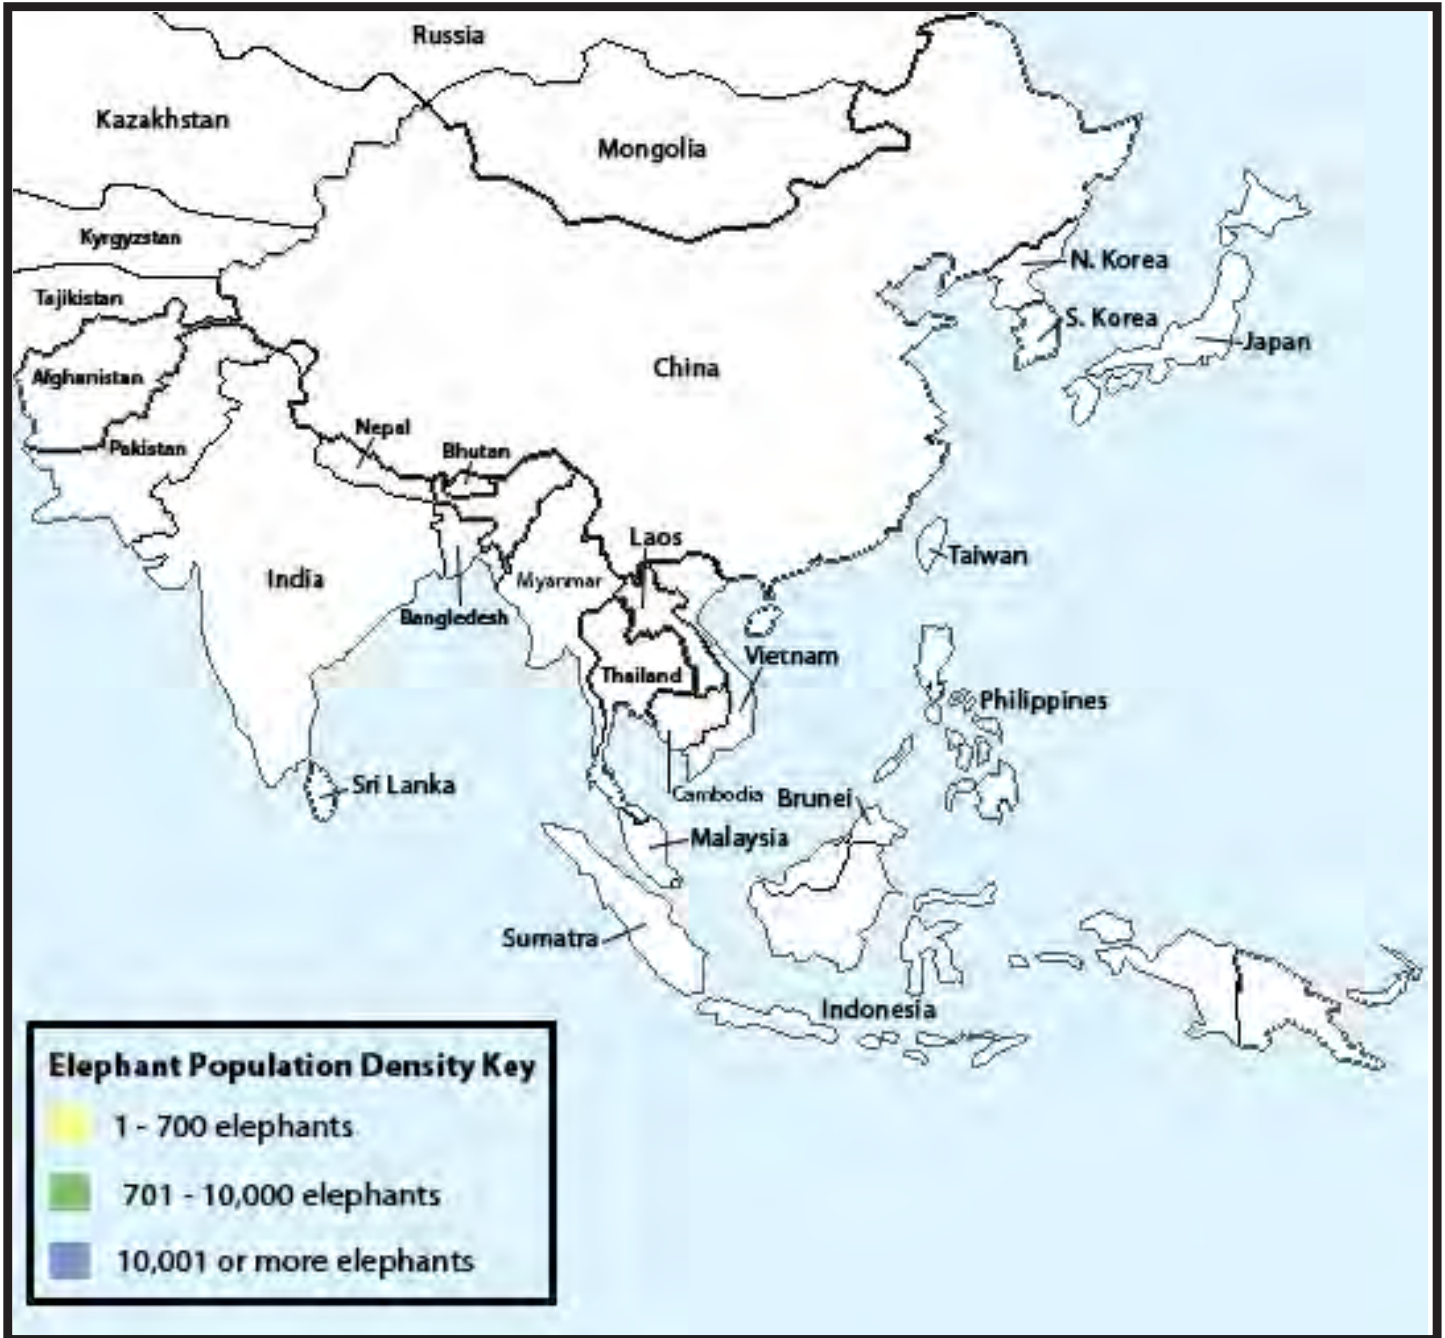 Russia
Kazakhstan
Mongolia
Kyrgyzstan
N. Korea
Tajikistan
S. Korea
Japan
Afghanistan
China
Nepal
Pakistan
Bhutan
Laos
Taiwan
India
Myanmar
Bangledesh
Vietnam
Thailand
Philippines
Sri Lanka
Cambodia
Brunei
Malaysia
Sumatra
Indonesia
Elephant Population Density Key
1 - 700 elephants
701 - 10,000 elephants
10,001 or more elephants